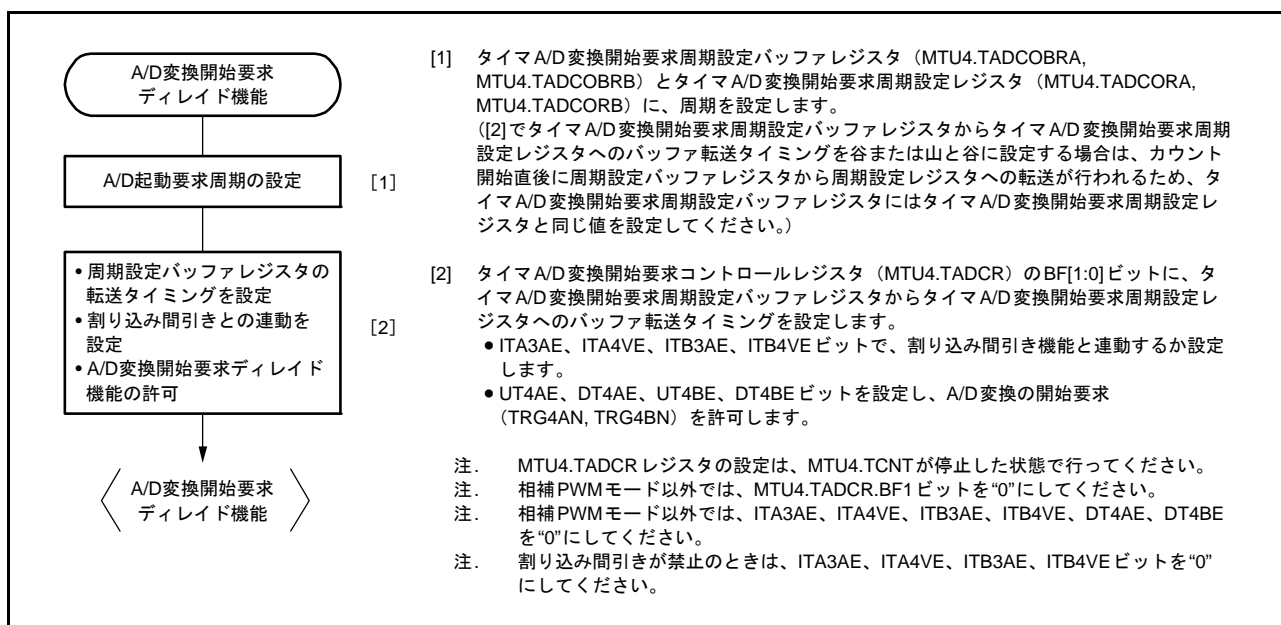 A/D変換開始要求
ディレイド機能
A/D起動要求周期の設定
[1]
• 周期設定バッファレジスタの
転送タイミングを設定
• 割り込み間引きとの連動を
設定
• A/D変換開始要求ディレイド
機能の許可
[2]
A/D変換開始要求
ディレイド機能
[1] タイマA/D変換開始要求周期設定バッファレジスタ（MTU4.TADCOBRA,
MTU4.TADCOBRB）とタイマA/D変換開始要求周期設定レジスタ（MTU4.TADCORA,
MTU4.TADCORB）に、周期を設定します。
（[2]でタイマA/D変換開始要求周期設定バッファレジスタからタイマA/D変換開始要求周期
設定レジスタへのバッファ転送タイミングを谷または山と谷に設定する場合は、カウント
開始直後に周期設定バッファレジスタから周期設定レジスタへの転送が行われるため、タ
イマA/D変換開始要求周期設定バッファレジスタにはタイマA/D変換開始要求周期設定レ
ジスタと同じ値を設定してください。）
[2] タイマA/D変換開始要求コントロールレジスタ（MTU4.TADCR）のBF[1:0]ビットに、タ
イマA/D変換開始要求周期設定バッファレジスタからタイマA/D変換開始要求周期設定レ
ジスタへのバッファ転送タイミングを設定します。
● ITA3AE、ITA4VE、ITB3AE、ITB4VEビットで、割り込み間引き機能と連動するか設定
します。
● UT4AE、DT4AE、UT4BE、DT4BEビットを設定し、A/D変換の開始要求
（TRG4AN, TRG4BN）を許可します。
注. MTU4.TADCRレジスタの設定は、MTU4.TCNTが停止した状態で行ってください。
注. 相補PWMモード以外では、MTU4.TADCR.BF1ビットを“0”にしてください。
注. 相補PWMモード以外では、ITA3AE、ITA4VE、ITB3AE、ITB4VE、DT4AE、DT4BE
を“0”にしてください。
注. 割り込み間引きが禁止のときは、ITA3AE、ITA4VE、ITB3AE、ITB4VEビットを“0”
にしてください。